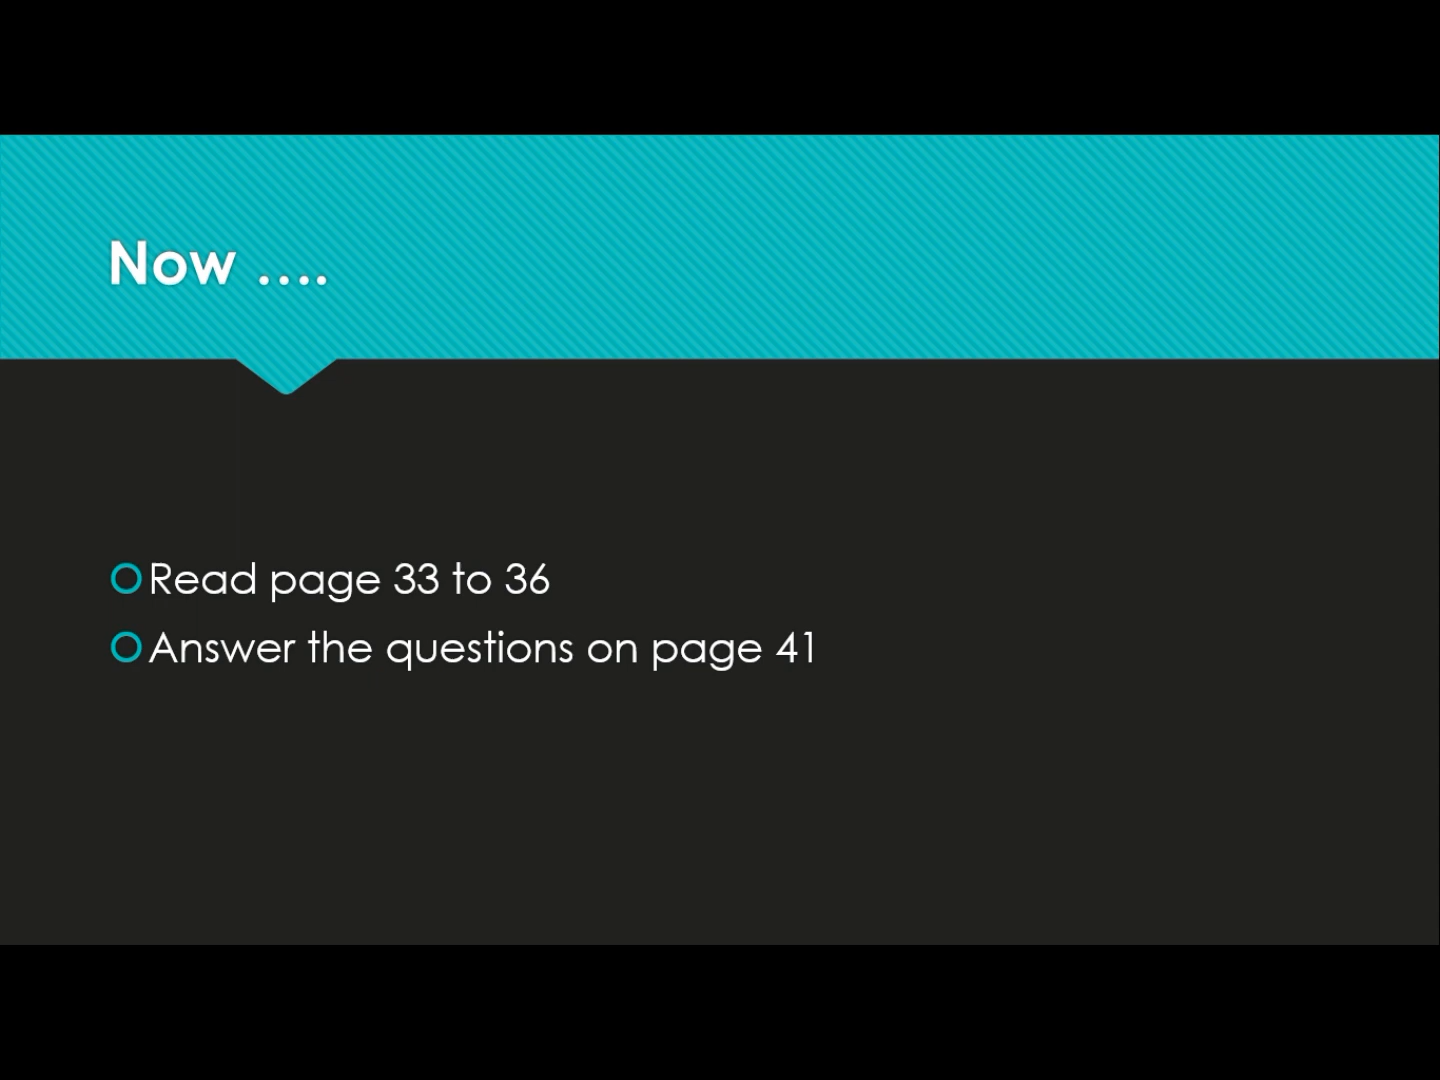 Now ....
Read page 33 to 36
Answer the questions on page 41